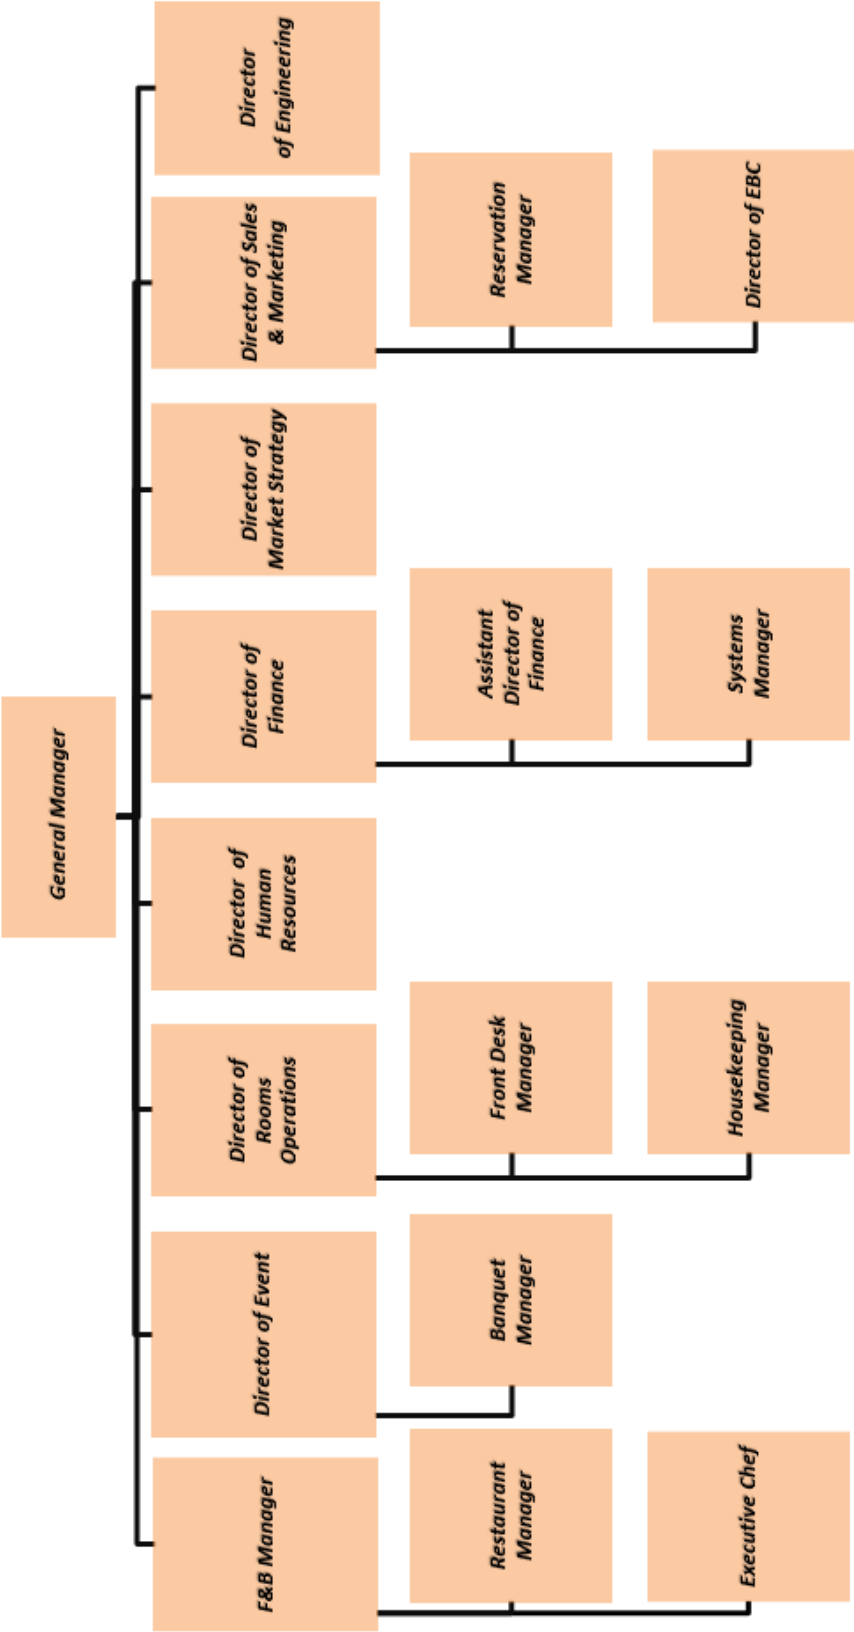 General Manager
F&B Manager
Director of Event
Director of
Rooms
Operations
Director of
Human
Resources
Director of
Finance
Director of
Market Strategy
Director of Sales
& Marketing
Director
of Engineering
Restaurant
Manager
Banquet
Manager
Front Desk
Manager
Assistant
Director of
Finance
Reservation
Manager
Executive Chef
Housekeeping
Manager
Systems
Manager
Director of EBC